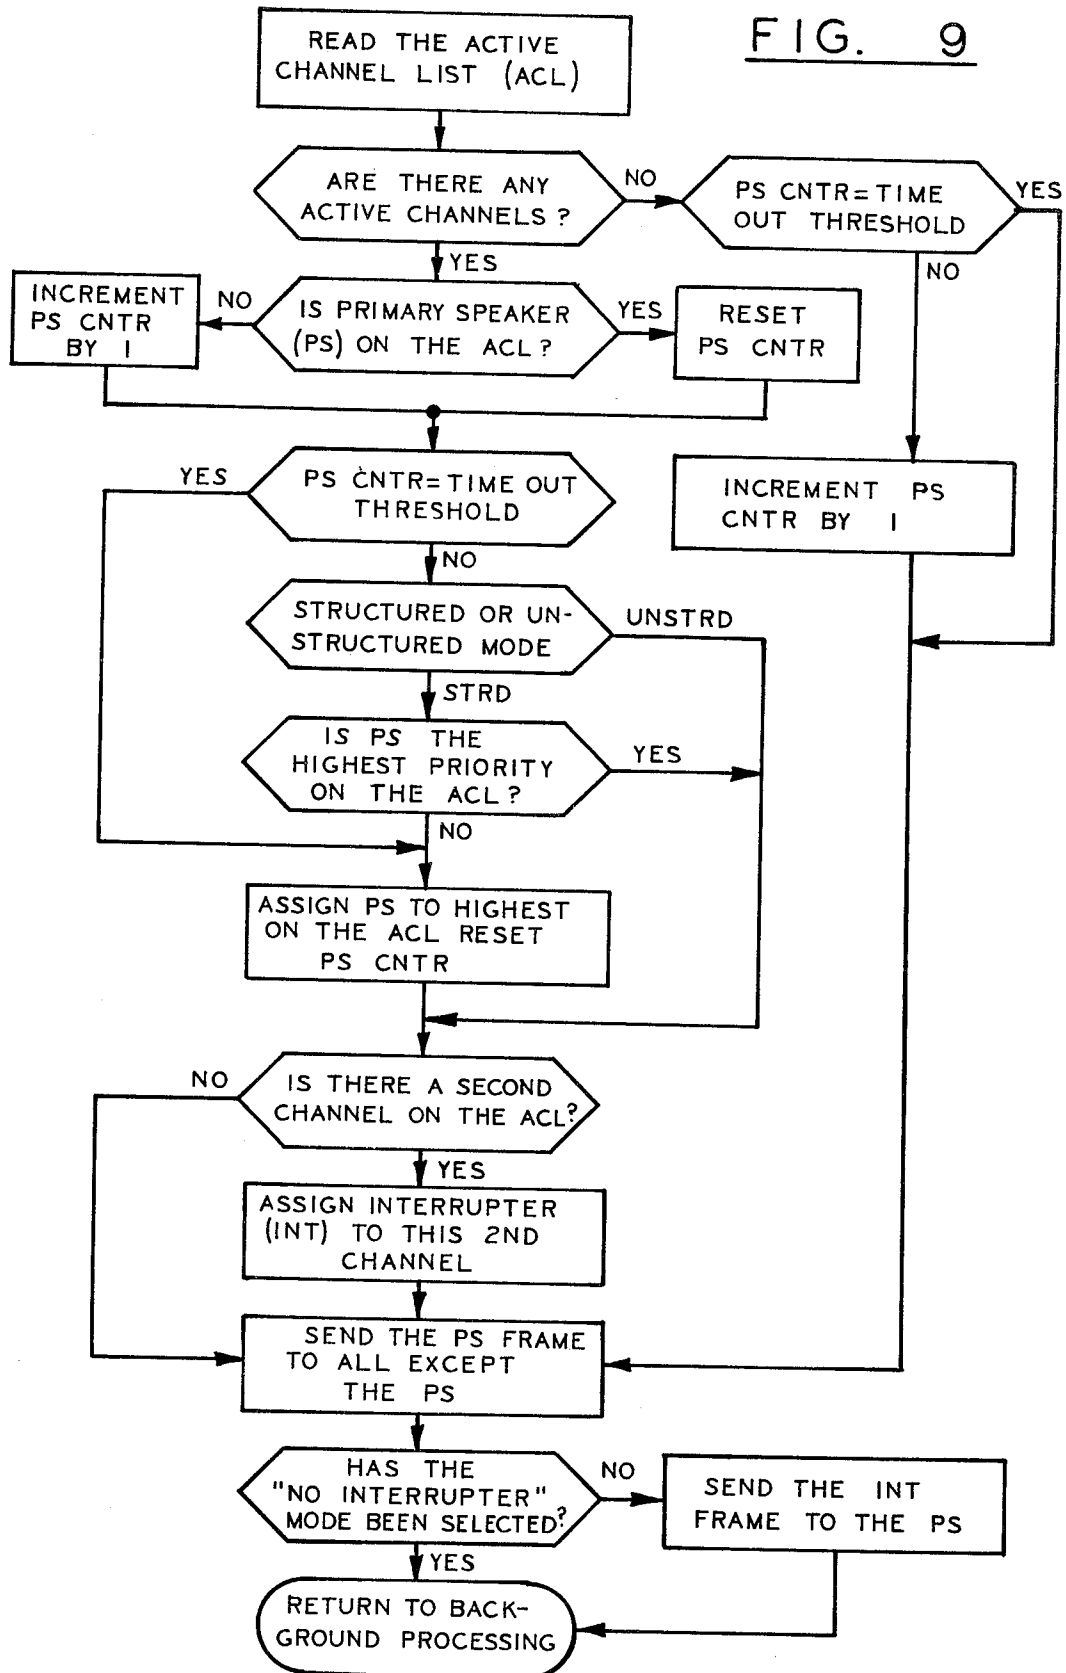 FIG. 9
READ THE ACTIVE
CHANNEL LIST (ACL)
ARE THERE ANY
ACTIVE CHANNELS?
NO
PS CNTR=TIME
OUT THRESHOLD
YES
YES
NO
INCREMENT
PS CNTR
BY 1
NO
IS PRIMARY SPEAKER
(PS) ON THE ACL?
YES
RESET
PS CNTR
YES
PS CNTR=TIME OUT
THRESHOLD
INCREMENT PS
CNTR BY 1
NO
STRUCTURED OR UN-
STRUCTURED MODE
UNSTRD
STRD
IS PS THE
HIGHEST PRIORITY
ON THE ACL?
YES
NO
ASSIGN PS TO HIGHEST
ON THE ACL RESET
PS CNTR
NO
IS THERE A SECOND
CHANNEL ON THE ACL?
YES
ASSIGN INTERRUPTER
(INT) TO THIS 2ND
CHANNEL
SEND THE PS FRAME
TO ALL EXCEPT
THE PS
HAS THE
"NO INTERRUPTER"
MODE BEEN SELECTED?
NO
SEND THE INT
FRAME TO THE PS
YES
RETURN TO BACK-
GROUND PROCESSING